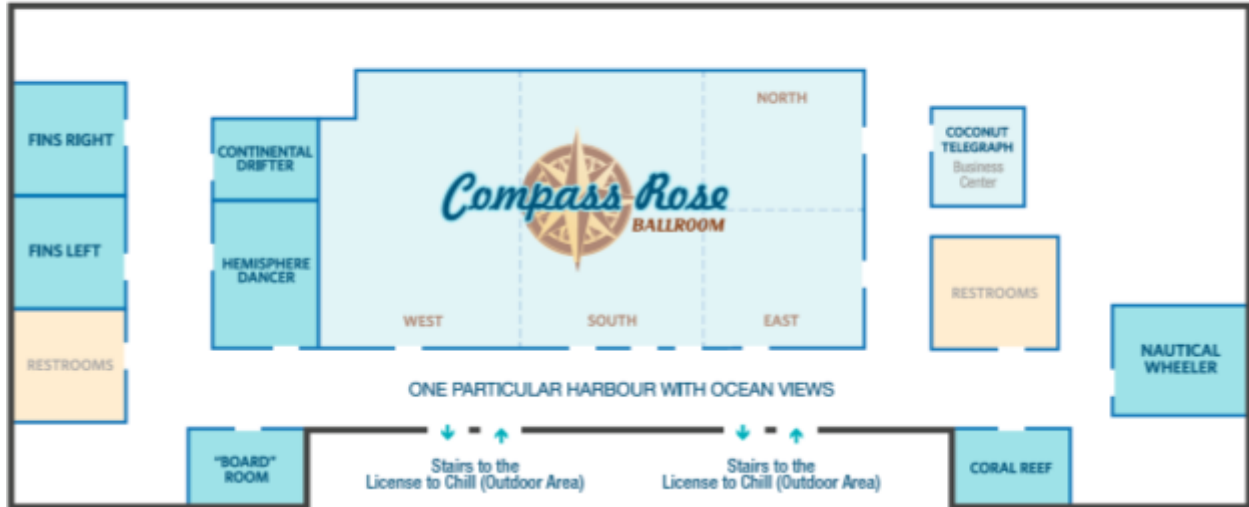 FINS RIGHT
FINS LEFT
RESTROOMS
CONTINENTAL
DRIFTER
HEMISPHERE
DANCER
NORTH
Compass Rose
BALLROOM
WEST
SOUTH
EAST
COCONUT
TELEGRAPH
Business
Center
RESTROOMS
NAUTICAL
WHEELER
ONE PARTICULAR HARBOUR WITH OCEAN VIEWS
"BOARD"
ROOM
Stairs to the
License to Chill (Outdoor Area)
Stairs to the
License to Chill (Outdoor Area)
CORAL REEF